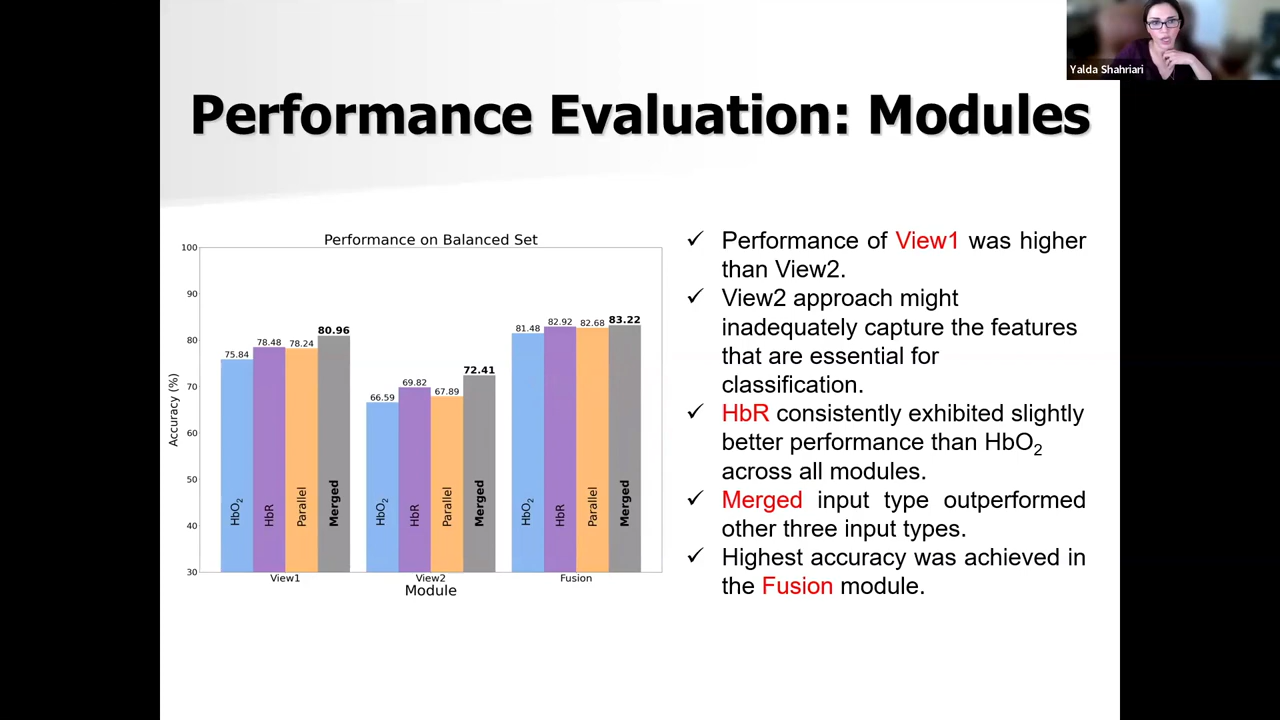 Yalda Shahriari
Performance Evaluation: Modules
Performance on Balanced Set
100
90
80
70
60
50
40
30
Accuracy (%)
75.84
78.48
78.24
80.96
66.59
69.82
67.89
72.41
81.48
82.92
82.68
83.22
HbO₂
HbR
Parallel
Merged
HbO₂
HbR
Parallel
Merged
HbO₂
HbR
Parallel
Merged
View1
View2
Fusion
Module
✓ Performance of View1 was higher
than View2.
✓ View2 approach might
inadequately capture the features
that are essential for
classification.
✓ HbR consistently exhibited slightly
better performance than HbO₂
across all modules.
✓ Merged input type outperformed
other three input types.
✓ Highest accuracy was achieved in
the Fusion module.